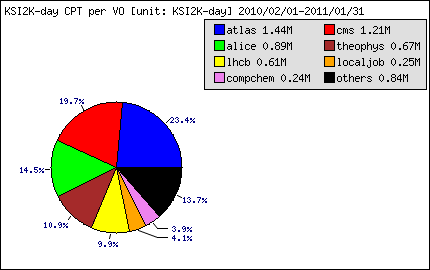 KSI2K-day CPT per VO [unit: KSI2K-day] 2010/02/01-2011/01/31
atlas 1.44M cms 1.21M
alice 0.89M theophys 0.67M
lhcb 0.61M localjob 0.25M
compchem 0.24M others 0.84M
19.7%
23.4%
14.5%
13.7%
10.9%
3.9%
4.1%
9.9%